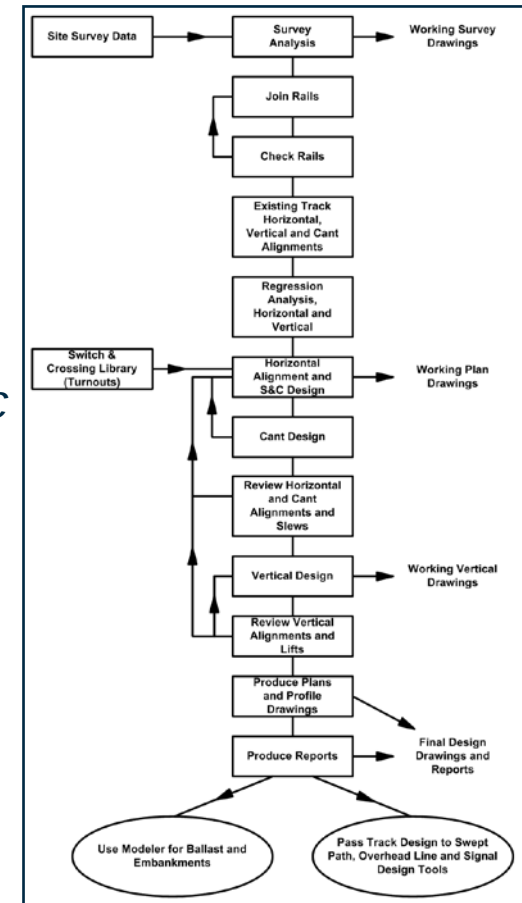 Site Survey Data
Survey
Analysis
Working Survey
Drawings
Join Rails
Check Rails
Existing Track
Horizontal,
Vertical and Cant
Alignments
Regression
Analysis,
Horizontal and
Vertical
Switch &
Crossing Library
(Turnouts)
Horizontal
Alignment and
S&C Design
Working Plan
Drawings
C
Cant Design
Review Horizontal
and Cant
Alignments and
Slews
Vertical Design
Working Vertical
Drawings
Review Vertical
Alignments and
Lifts
Produce Plans
and Profile
Drawings
Produce Reports
Final Design
Drawings and
Reports
Use Modeler for Ballast and
Embankments
Pass Track Design to Swept
Path, Overhead Line and Signal
Design Tools